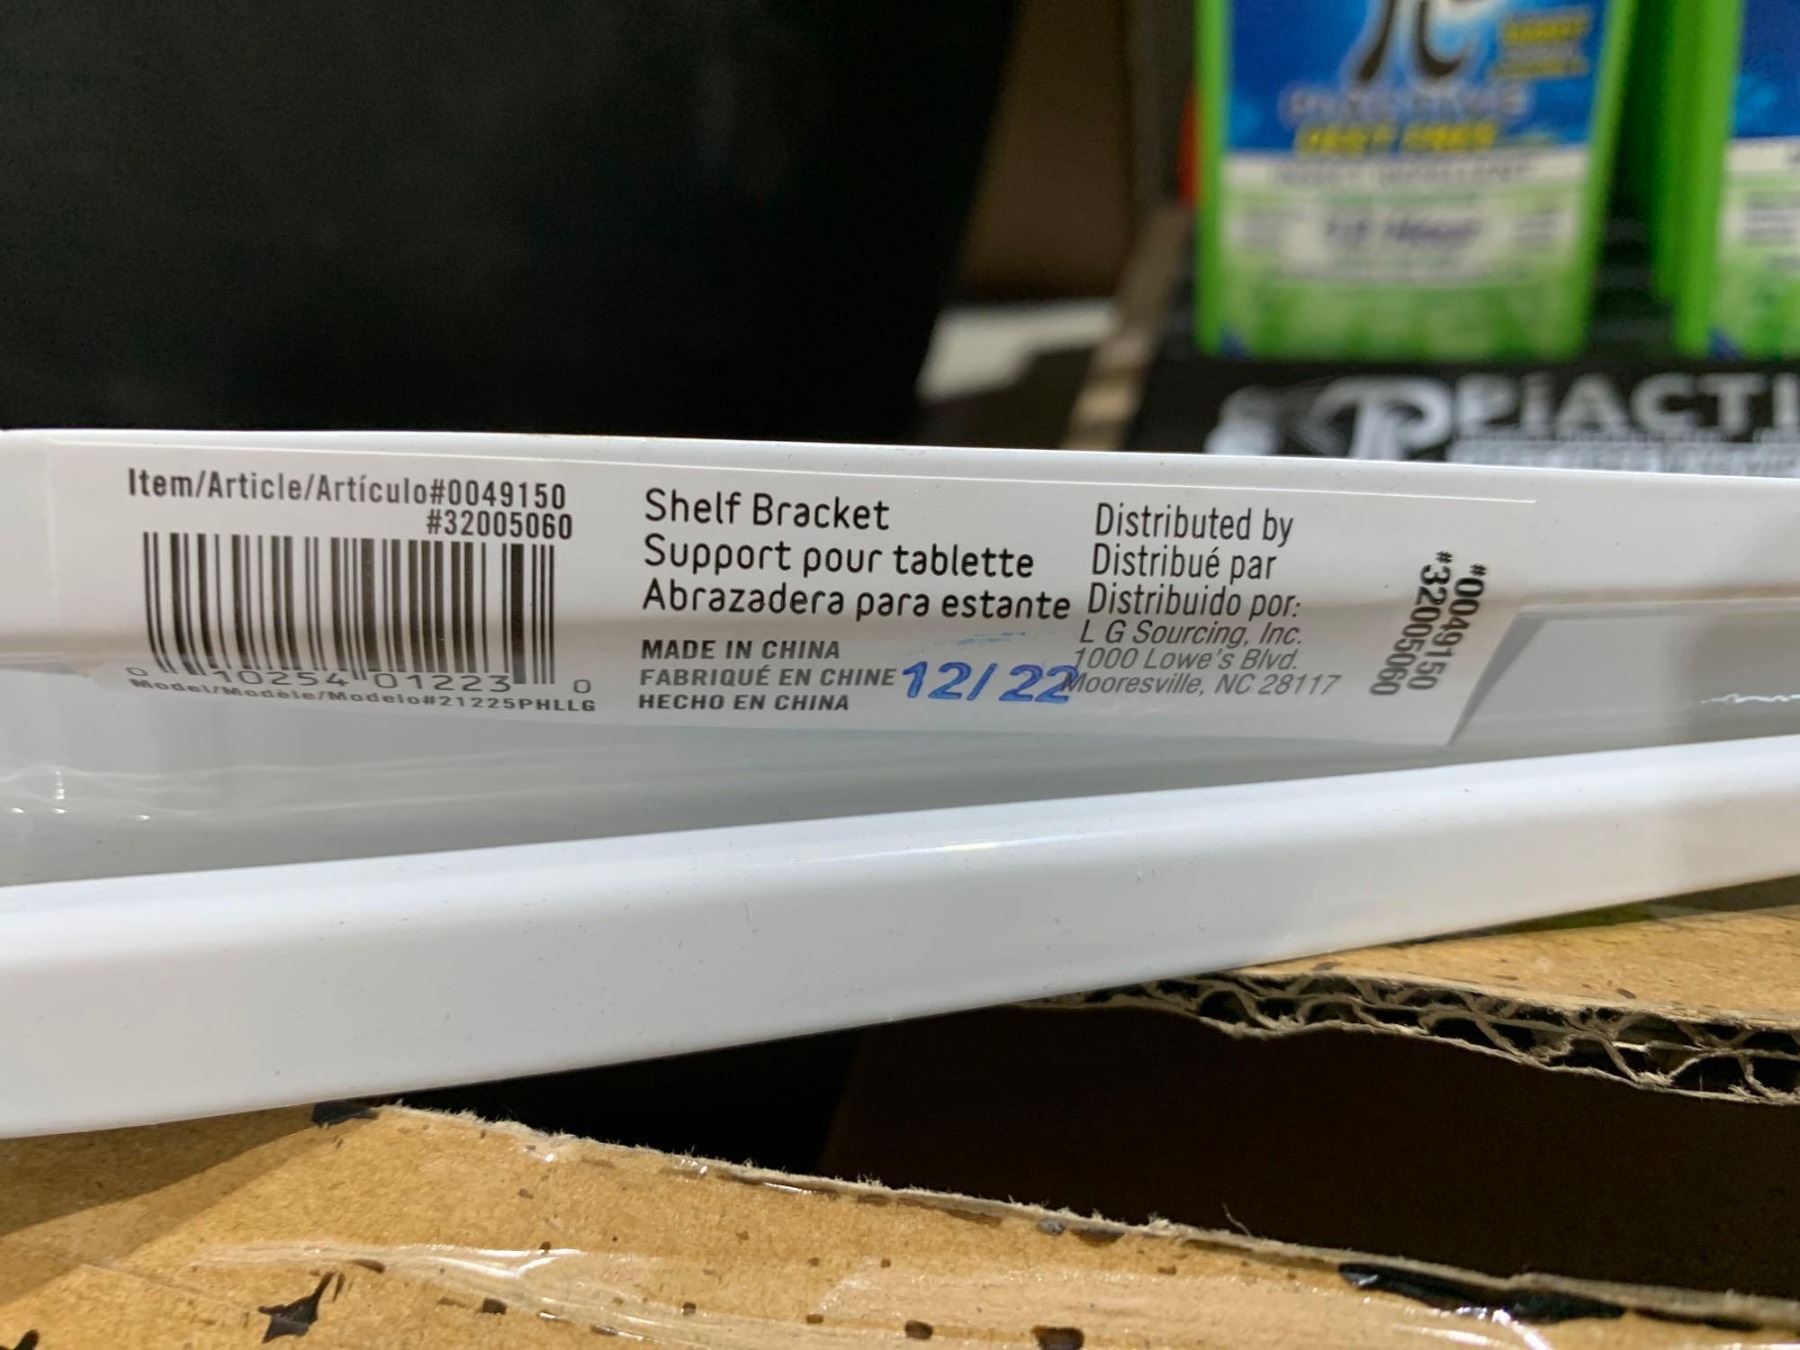 PiACTI
Item/Article/Artículo#0049150
#32005060
0 10254 01223 0
Model/Modèle/Modelo#21225PHLLG
Shelf Bracket
Support pour tablette
Abrazadera para estante
MADE IN CHINA
FABRIQUÉ EN CHINE
HECHO EN CHINA
12/22
Distributed by
Distribué par
Distribuido por:
L G Sourcing, Inc.
1000 Lowe's Blvd.
Mooresville, NC 28117
#0049150
#32005060